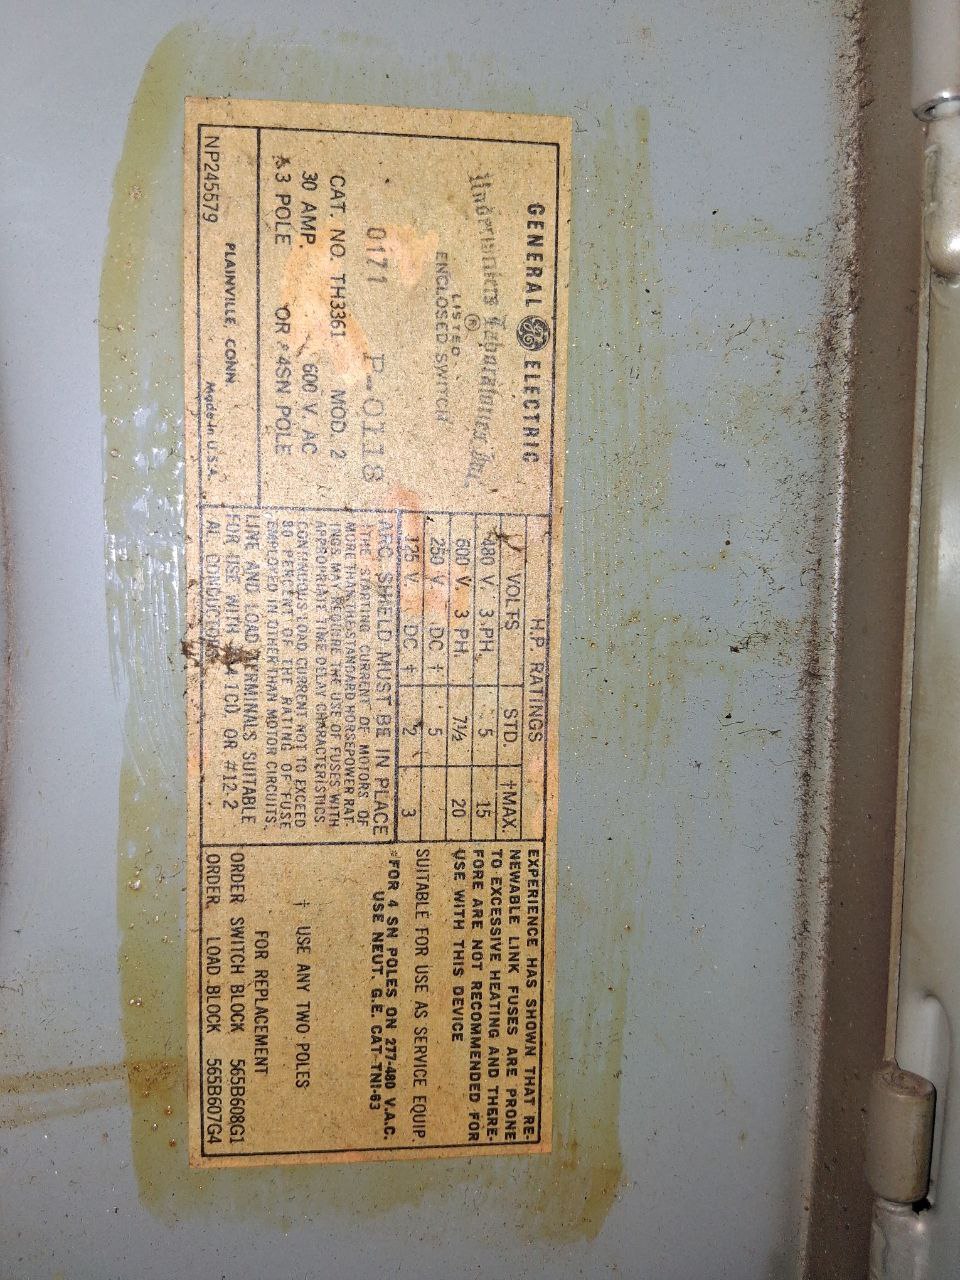 GENERAL GE ELECTRIC
Underwriters Laboratories, Inc.
LISTED ®
ENCLOSED SWITCH
0171 P-0118
CAT. NO. TH3361 MOD. 2
30 AMP. 600 V. AC
3 POLE OR 4SN POLE
PLAINVILLE, CONN
Made in U.S.A.
NP245579
H.P. RATINGS
VOLTS STD. †MAX.
480 V. 3 PH. 5 15
600 V. 3 PH. 7½ 20
250 V. DC † 5
125 V. DC † 2 3
ARC SHIELD MUST BE IN PLACE
THE STARTING CURRENT OF MOTORS OF
MORE THAN THE STANDARD HORSEPOWER RAT-
INGS MAY REQUIRE THE USE OF FUSES WITH
APPROPRIATE TIME DELAY CHARACTERISTICS
CONTINUOUS LOAD CURRENT NOT TO EXCEED
80 PERCENT OF THE RATING OF FUSE
EMPLOYED IN OTHER THAN MOTOR CIRCUITS.
LINE AND LOAD TERMINALS SUITABLE
FOR USE WITH #14 1CU. OR #12-2
AL CONDUCTORS
EXPERIENCE HAS SHOWN THAT RE-
NEWABLE LINK FUSES ARE PRONE
TO EXCESSIVE HEATING AND THERE-
FORE ARE NOT RECOMMENDED FOR
USE WITH THIS DEVICE
SUITABLE FOR USE AS SERVICE EQUIP.
*FOR 4 SN POLES ON 277-480 V.A.C.
USE NEUT. G.E. CAT-TNI-63
† USE ANY TWO POLES
FOR REPLACEMENT
ORDER SWITCH BLOCK 565B608G1
ORDER LOAD BLOCK 565B607G4